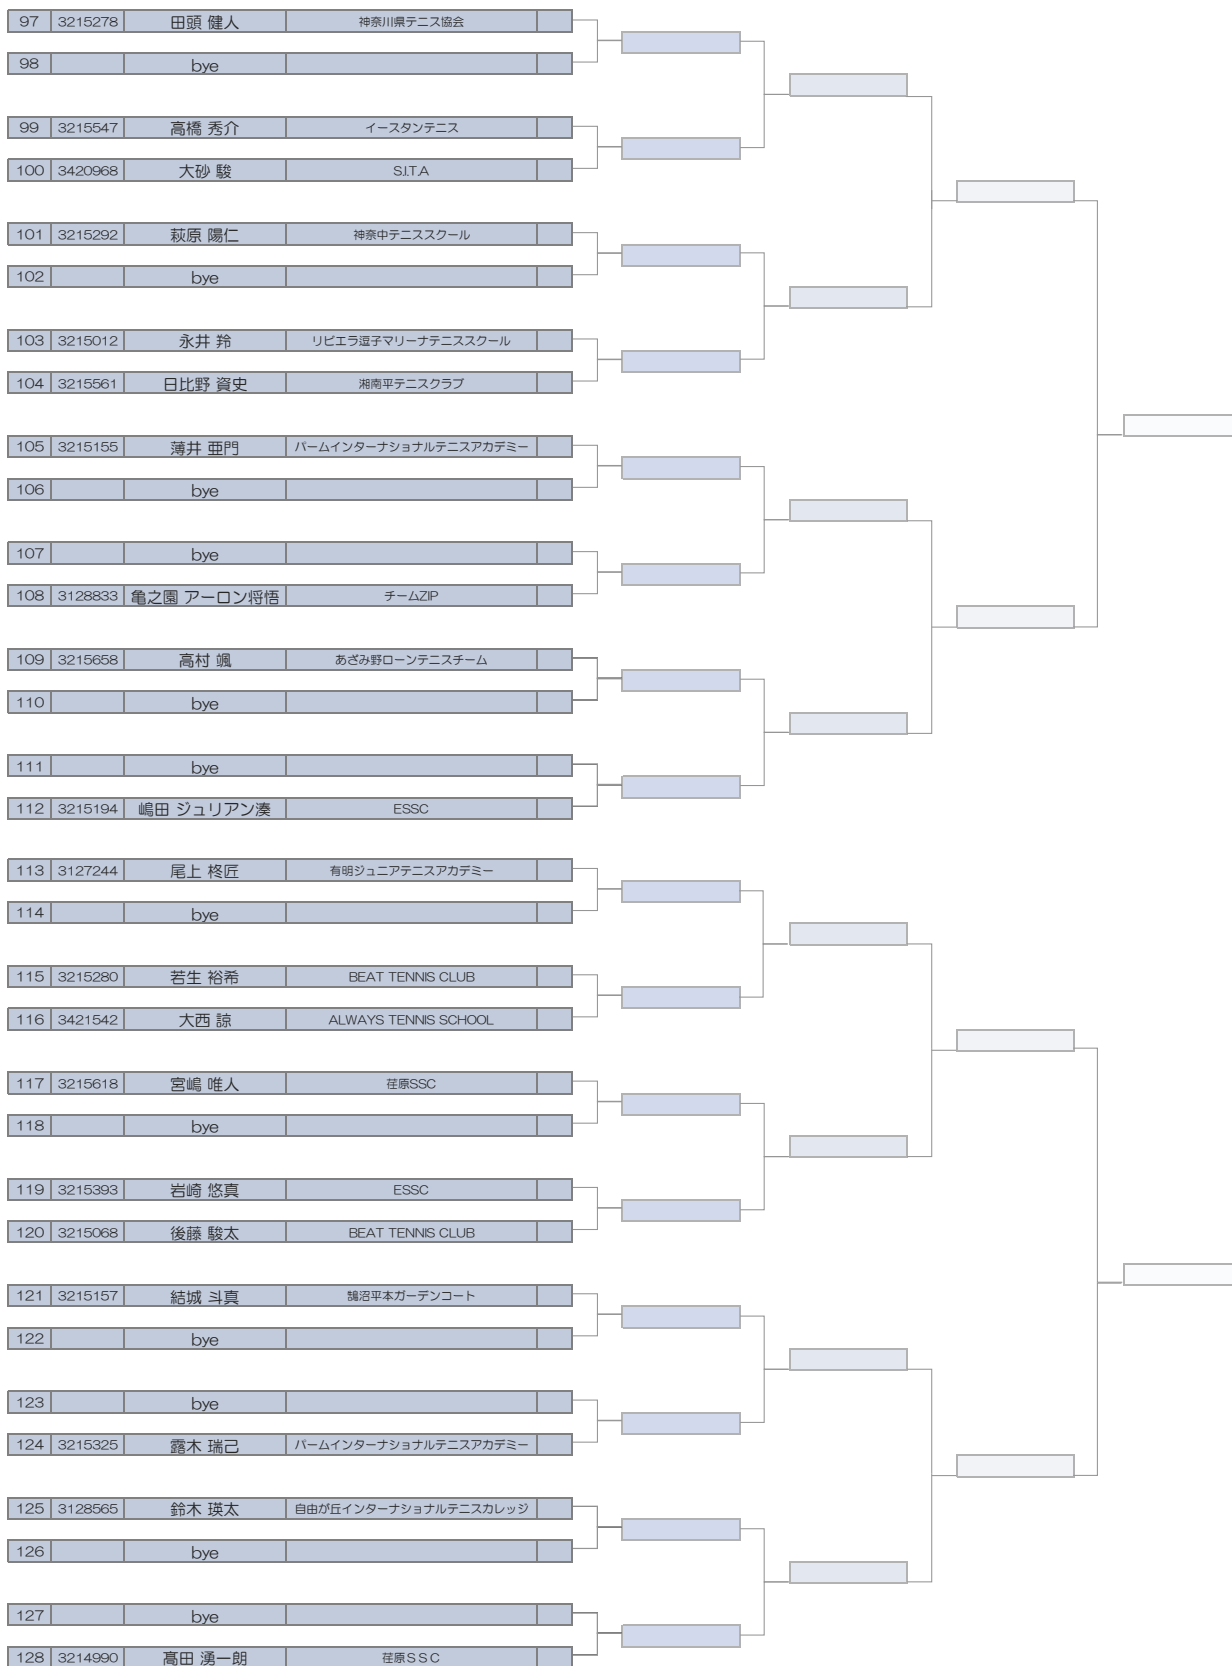 97 3215278 田頭 健人 神奈川県テニス協会
98 bye
99 3215547 高橋 秀介 イースタンテニス
100 3420968 大砂 駿 S.I.T.A
101 3215292 萩原 陽仁 神奈中テニススクール
102 bye
103 3215012 永井 羚 リビエラ逗子マリーナテニススクール
104 3215561 日比野 資史 湘南平テニスクラブ
105 3215155 薄井 亜門 パームインターナショナルテニスアカデミー
106 bye
107 bye
108 3128833 亀之園 アーロン将悟 チームZIP
109 3215658 高村 颯 あざみ野ローンテニスチーム
110 bye
111 bye
112 3215194 嶋田 ジュリアン湊 ESSC
113 3127244 尾上 柊匠 有明ジュニアテニスアカデミー
114 bye
115 3215280 若生 裕希 BEAT TENNIS CLUB
116 3421542 大西 諒 ALWAYS TENNIS SCHOOL
117 3215618 宮嶋 唯人 荏原SSC
118 bye
119 3215393 岩崎 悠真 ESSC
120 3215068 後藤 駿太 BEAT TENNIS CLUB
121 3215157 結城 斗真 鵠沼平本ガーデンコート
122 bye
123 bye
124 3215325 露木 瑞己 パームインターナショナルテニスアカデミー
125 3128565 鈴木 瑛太 自由が丘インターナショナルテニスカレッジ
126 bye
127 bye
128 3214990 髙田 湧一朗 荏原ＳＳＣ